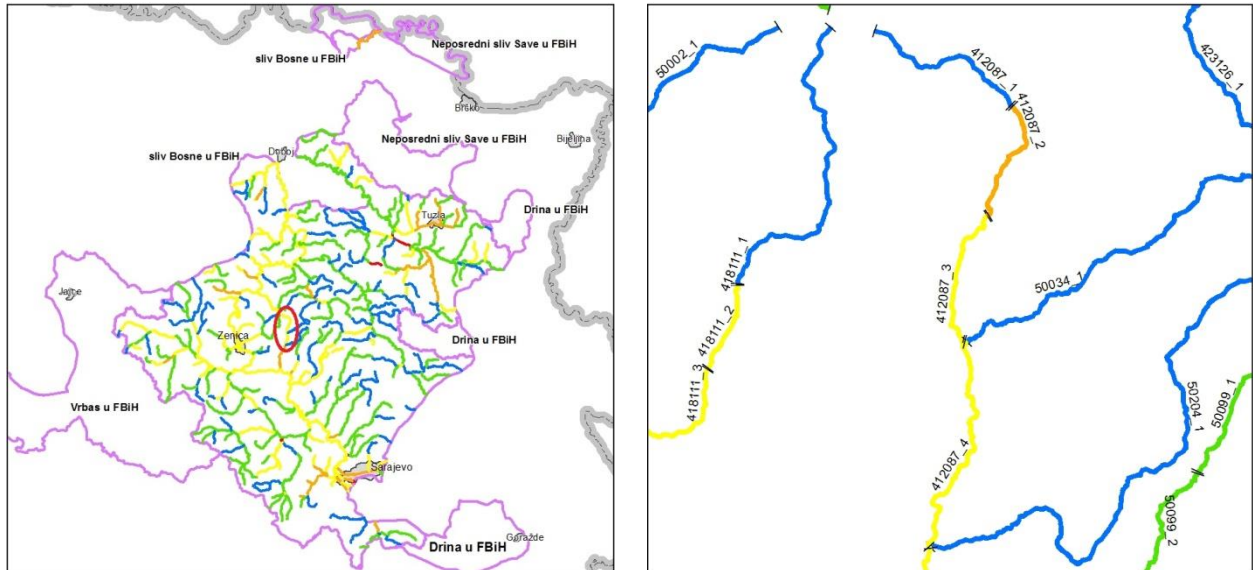 sliv Bosne u FBiH
Neposredni sliv Save u FBiH
Brčko
Neposredni sliv Save u FBiH
Bijeljina
sliv Bosne u FBiH
Doboj
Drina u FBiH
Tuzla
Jajce
Zenica
Drina u FBiH
Vrbas u FBiH
Sarajevo
Drina u FBiH
Goražde
50002_1
412087_1
412087_2
423126_1
418111_1
412087_3
50034_1
418111_2
418111_3
50204_1
50099_1
412087_4
50099_2